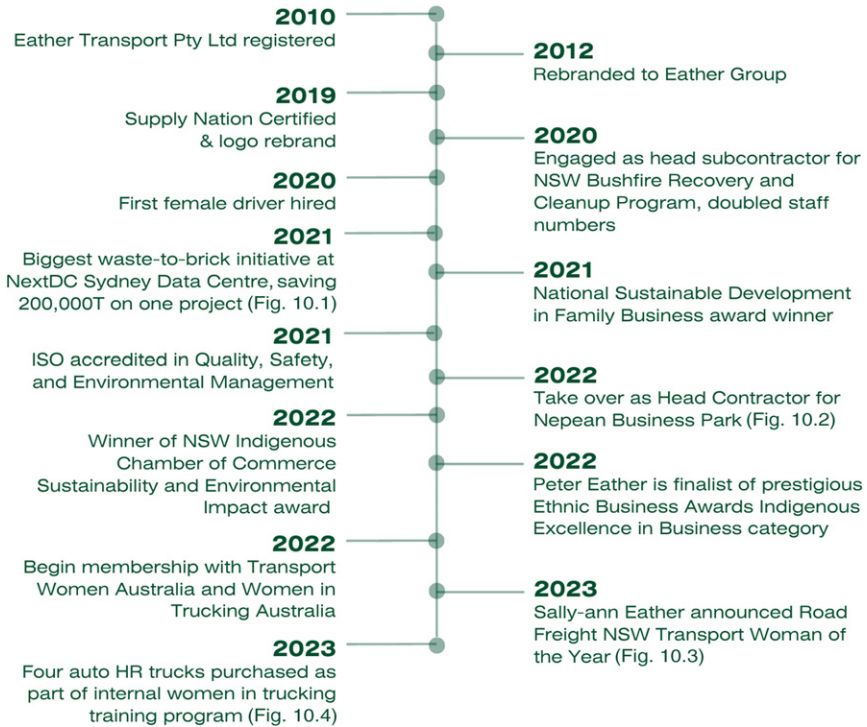 2010
Eather Transport Pty Ltd registered
2012
Rebranded to Eather Group
2019
Supply Nation Certified
& logo rebrand
2020
Engaged as head subcontractor for
NSW Bushfire Recovery and
Cleanup Program, doubled staff
numbers
2020
First female driver hired
2021
Biggest waste-to-brick initiative at
NextDC Sydney Data Centre, saving
200,000T on one project (Fig. 10.1)
2021
National Sustainable Development
in Family Business award winner
2021
ISO accredited in Quality, Safety,
and Environmental Management
2022
Take over as Head Contractor for
Nepean Business Park (Fig. 10.2)
2022
Winner of NSW Indigenous
Chamber of Commerce
Sustainability and Environmental
Impact award
2022
Peter Eather is finalist of prestigious
Ethnic Business Awards Indigenous
Excellence in Business category
2022
Begin membership with Transport
Women Australia and Women in
Trucking Australia
2023
Sally-ann Eather announced Road
Freight NSW Transport Woman of
the Year (Fig. 10.3)
2023
Four auto HR trucks purchased as
part of internal women in trucking
training program (Fig. 10.4)